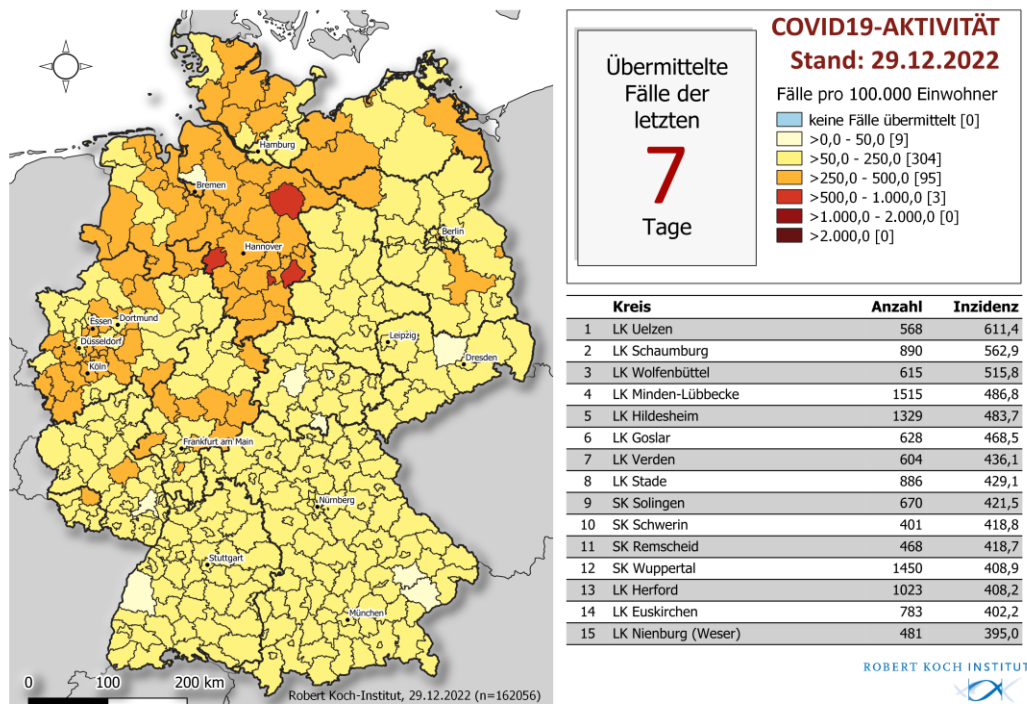 Hamburg
Bremen
Berlin
Hannover
Essen
Dortmund
Düsseldorf
Köln
Leipzig
Dresden
Frankfurt am Main
Nürnberg
Stuttgart
München
0 100 200 km
Robert Koch-Institut, 29.12.2022 (n=162056)
Übermittelte
Fälle der
letzten
7
Tage
COVID19-AKTIVITÄT
Stand: 29.12.2022
Fälle pro 100.000 Einwohner
keine Fälle übermittelt [0]
>0,0 - 50,0 [9]
>50,0 - 250,0 [304]
>250,0 - 500,0 [95]
>500,0 - 1.000,0 [3]
>1.000,0 - 2.000,0 [0]
>2.000,0 [0]
Kreis Anzahl Inzidenz
1 LK Uelzen 568 611,4
2 LK Schaumburg 890 562,9
3 LK Wolfenbüttel 615 515,8
4 LK Minden-Lübbecke 1515 486,8
5 LK Hildesheim 1329 483,7
6 LK Goslar 628 468,5
7 LK Verden 604 436,1
8 LK Stade 886 429,1
9 SK Solingen 670 421,5
10 SK Schwerin 401 418,8
11 SK Remscheid 468 418,7
12 SK Wuppertal 1450 408,9
13 LK Herford 1023 408,2
14 LK Euskirchen 783 402,2
15 LK Nienburg (Weser) 481 395,0
ROBERT KOCH INSTITUT